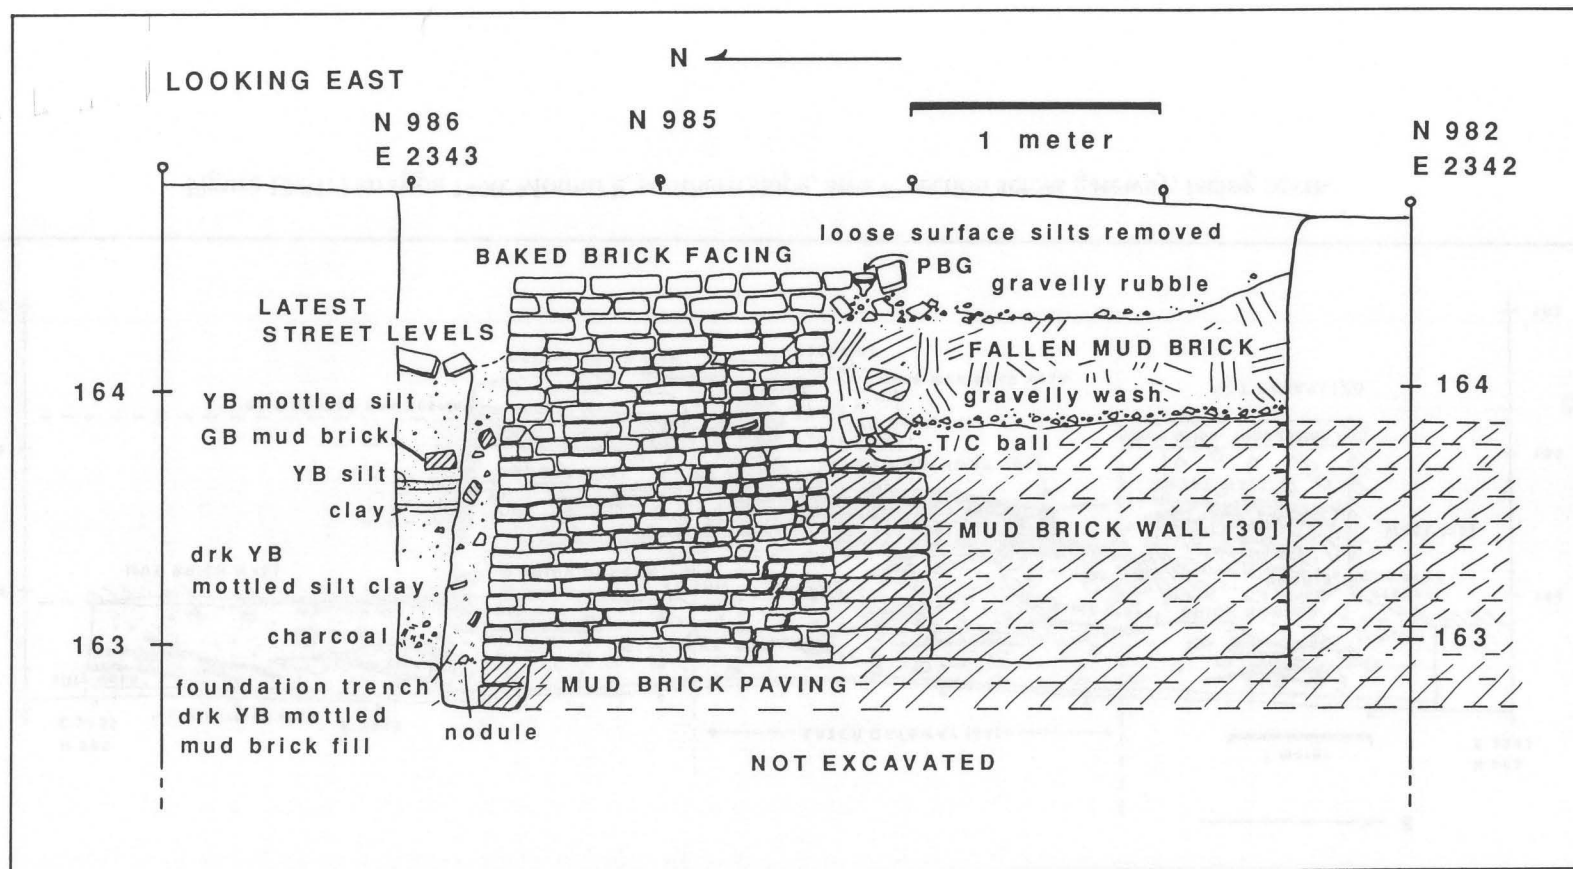 N
LOOKING EAST
N 986
E 2343
N 985
1 meter
N 982
E 2342
loose surface silts removed
BAKED BRICK FACING
PBG
gravelly rubble
LATEST
STREET LEVELS
FALLEN MUD BRICK
164
164
YB mottled silt
gravelly wash
GB mud brick
T/C ball
YB silt
clay
MUD BRICK WALL [30]
drk YB
mottled silt clay
charcoal
163
163
foundation trench
MUD BRICK PAVING
drk YB mottled
mud brick fill
nodule
NOT EXCAVATED